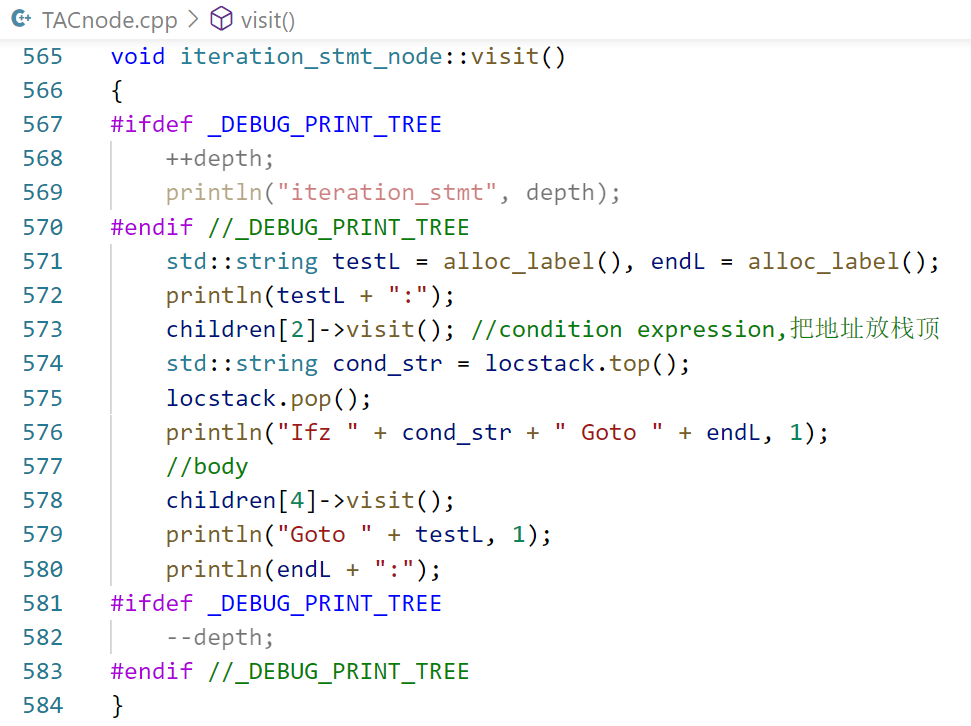 TACnode.cpp > visit()
565 void iteration_stmt_node::visit()
566 {
567 #ifdef _DEBUG_PRINT_TREE
568     ++depth;
569     println("iteration_stmt", depth);
570 #endif //_DEBUG_PRINT_TREE
571     std::string testL = alloc_label(), endL = alloc_label();
572     println(testL + ":");
573     children[2]->visit(); //condition expression,把地址放栈顶
574     std::string cond_str = locstack.top();
575     locstack.pop();
576     println("Ifz " + cond_str + " Goto " + endL, 1);
577     //body
578     children[4]->visit();
579     println("Goto " + testL, 1);
580     println(endL + ":");
581 #ifdef _DEBUG_PRINT_TREE
582     --depth;
583 #endif //_DEBUG_PRINT_TREE
584 }